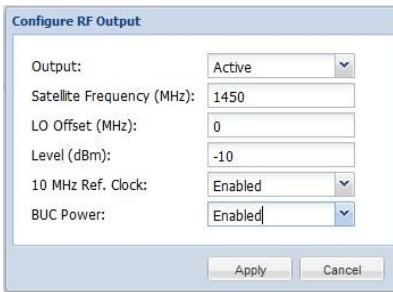 Configure RF Output
Output: Active
Satellite Frequency (MHz): 1450
LO Offset (MHz): 0
Level (dBm): -10
10 MHz Ref. Clock: Enabled
BUC Power: Enabled
Apply Cancel